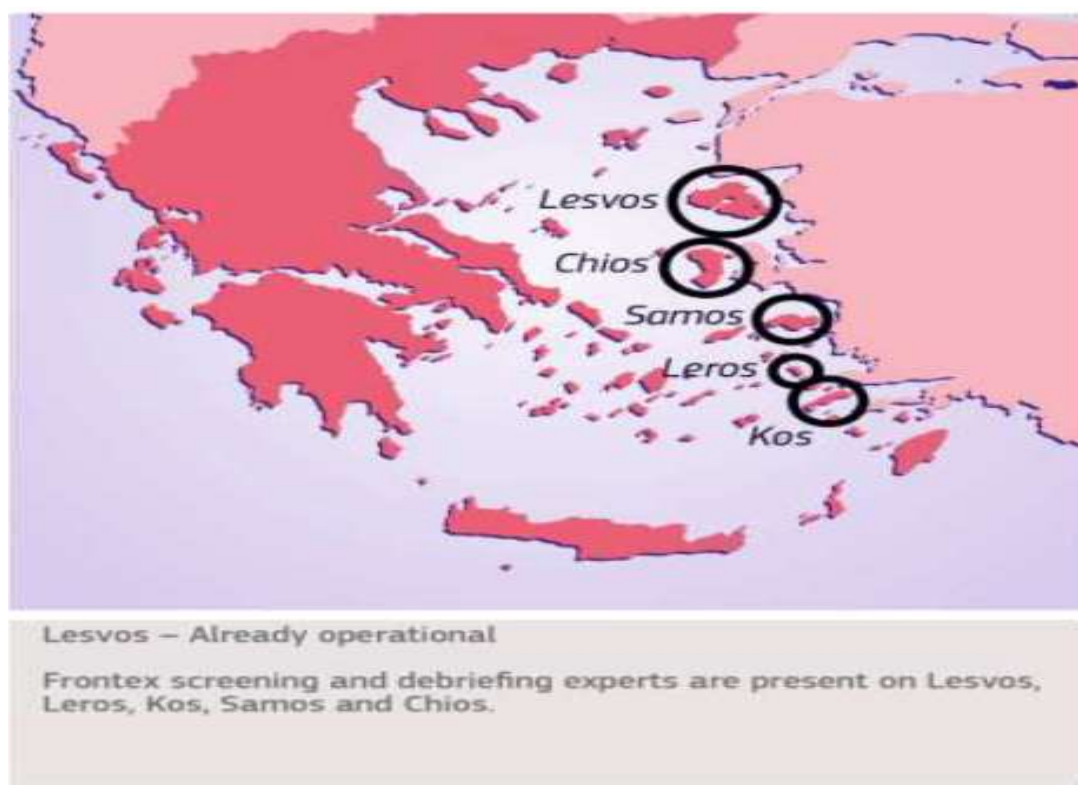 Lesvos
Chios
Samos
Leros
Kos
Lesvos – Already operational
Frontex screening and debriefing experts are present on Lesvos,
Leros, Kos, Samos and Chios.